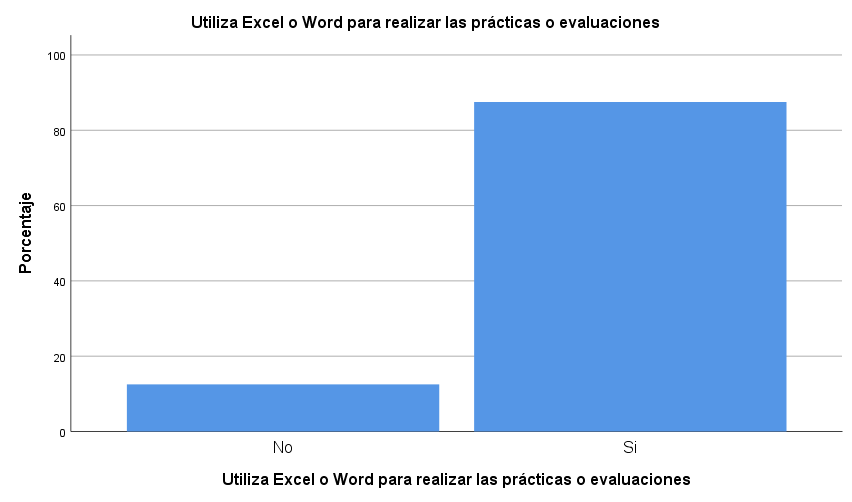 Utiliza Excel o Word para realizar las prácticas o evaluaciones
100
80
60
40
20
0
Porcentaje
No Si
Utiliza Excel o Word para realizar las prácticas o evaluaciones